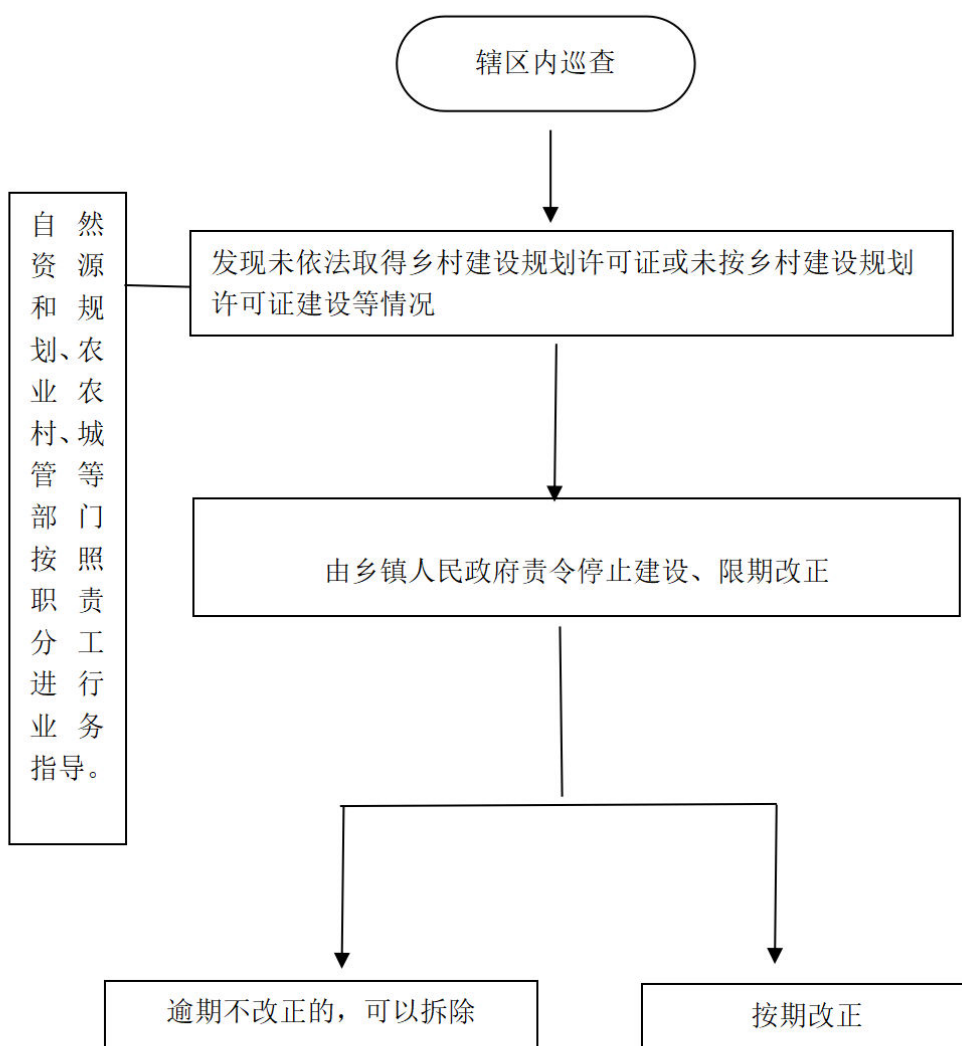 辖区内巡查
自然
资源
和规
划、农
业农
村、城
管等
部门
按照
职责
分工
进行
业务
指导。
发现未依法取得乡村建设规划许可证或未按乡村建设规划
许可证建设等情况
由乡镇人民政府责令停止建设、限期改正
逾期不改正的，可以拆除
按期改正